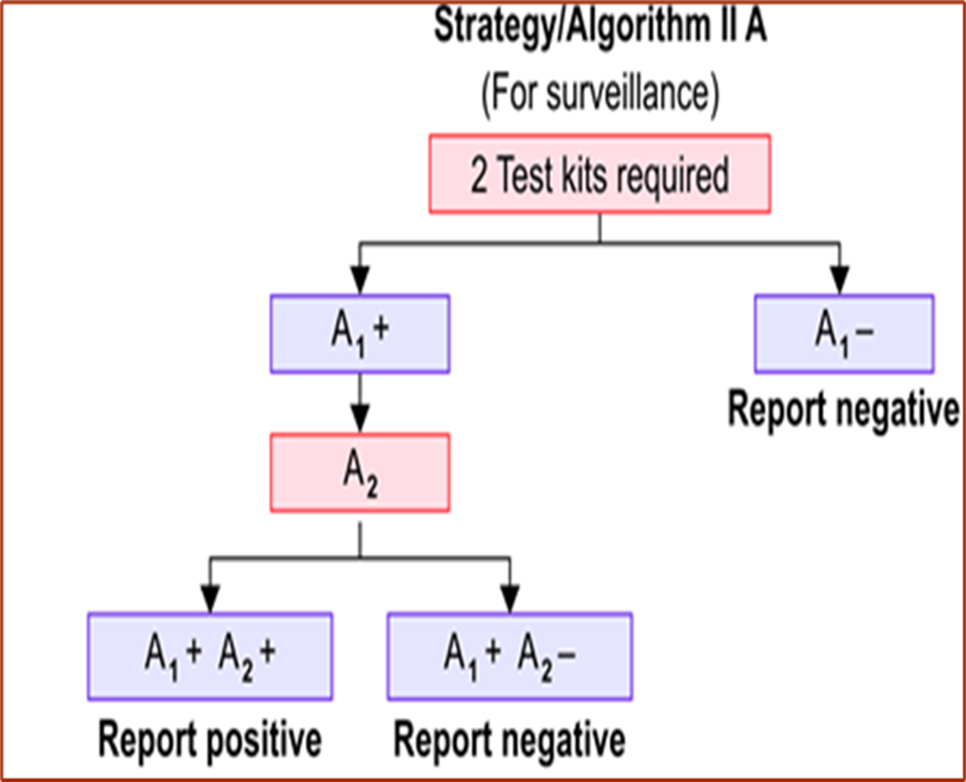 Strategy/Algorithm II A
(For surveillance)
2 Test kits required
A₁ +
A₁ –
Report negative
A₂
A₁ + A₂ +
A₁ + A₂ –
Report positive
Report negative